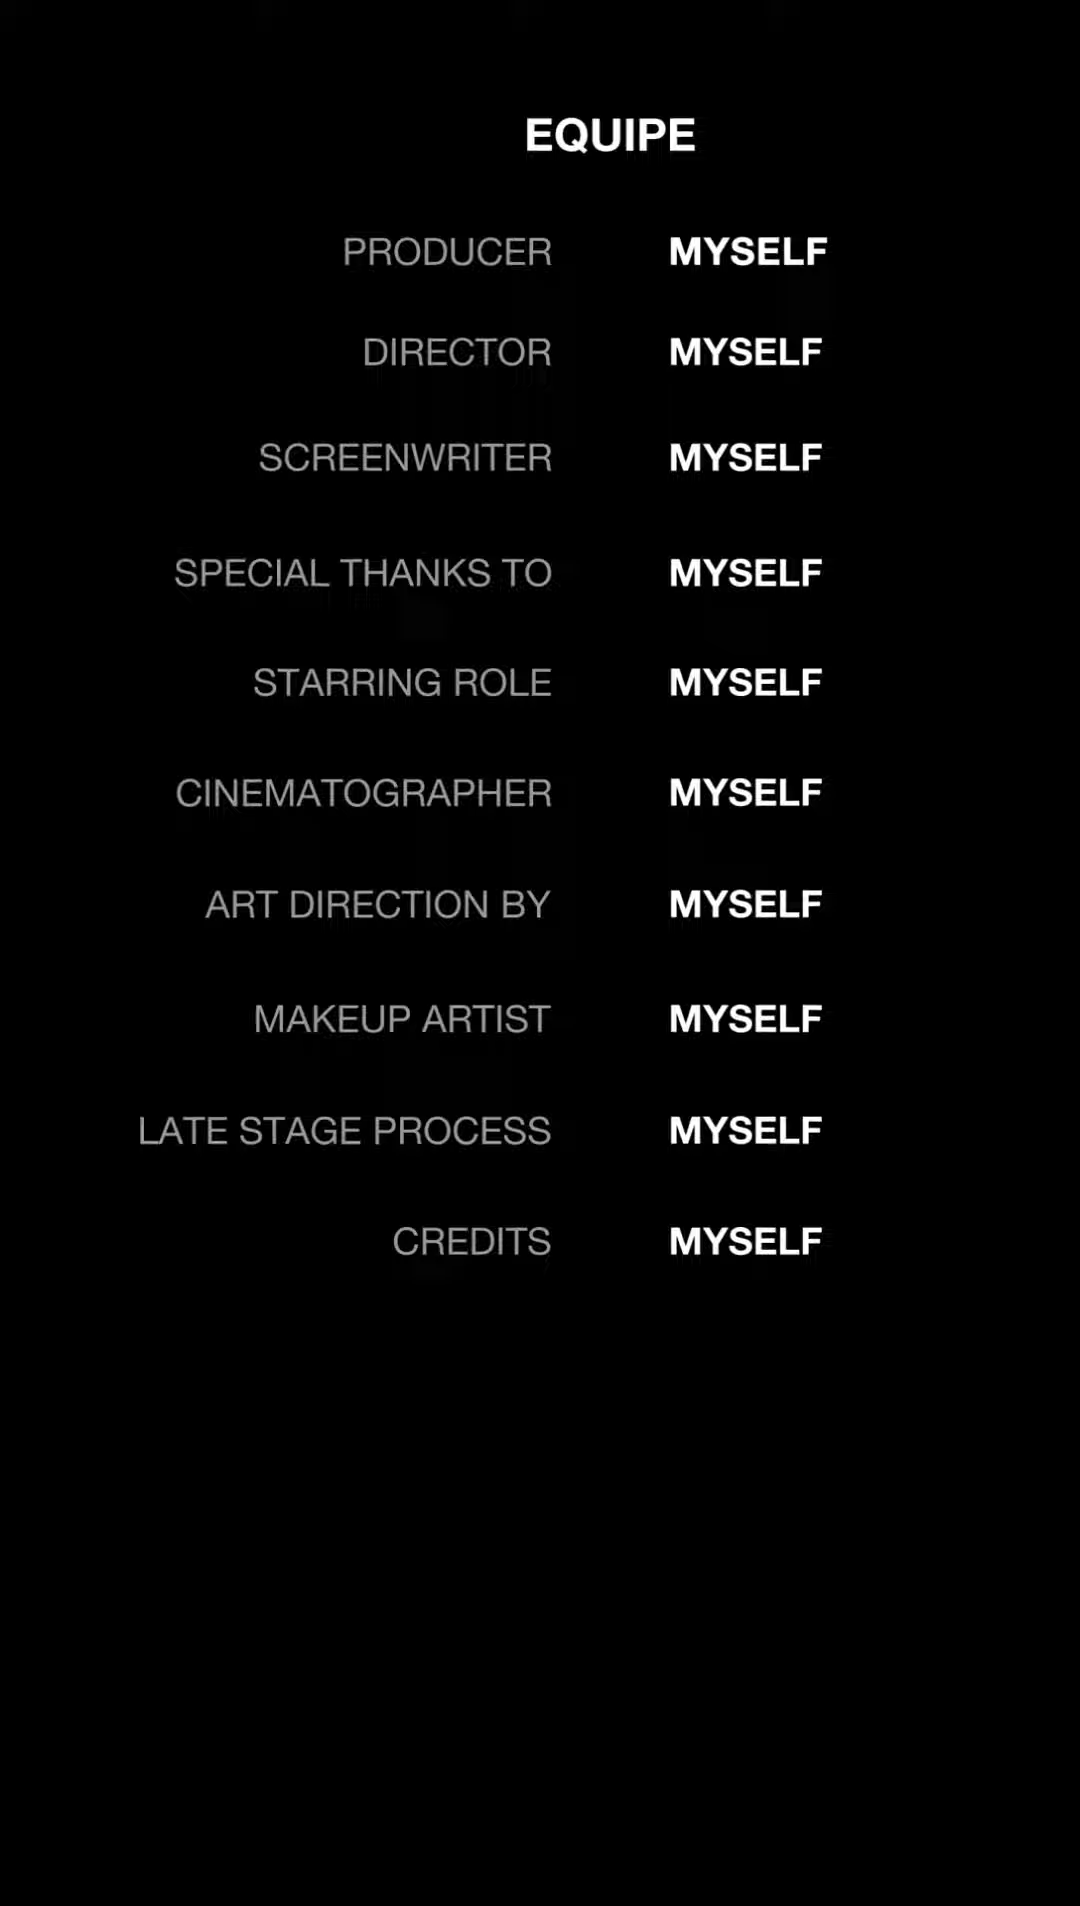 EQUIPE
PRODUCER MYSELF
DIRECTOR MYSELF
SCREENWRITER MYSELF
SPECIAL THANKS TO MYSELF
STARRING ROLE MYSELF
CINEMATOGRAPHER MYSELF
ART DIRECTION BY MYSELF
MAKEUP ARTIST MYSELF
LATE STAGE PROCESS MYSELF
CREDITS MYSELF